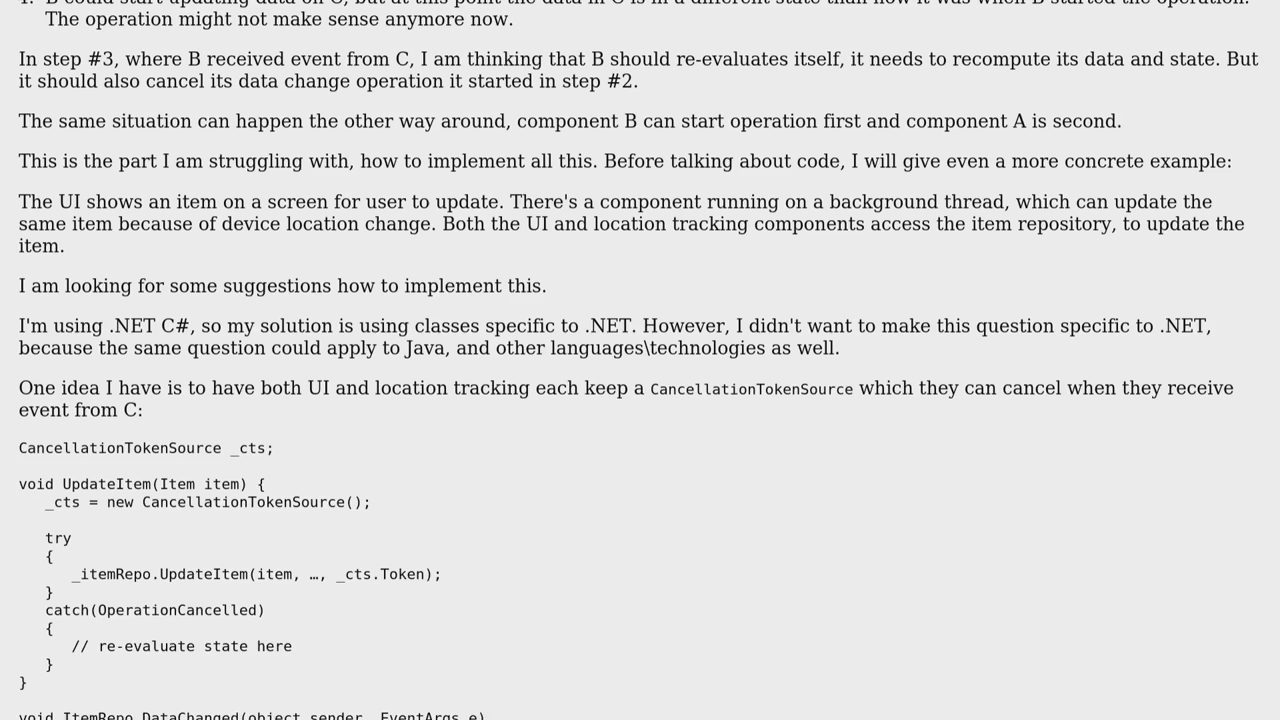 The operation might not make sense anymore now.
In step #3, where B received event from C, I am thinking that B should re-evaluates itself, it needs to recompute its data and state. But
it should also cancel its data change operation it started in step #2.
The same situation can happen the other way around, component B can start operation first and component A is second.
This is the part I am struggling with, how to implement all this. Before talking about code, I will give even a more concrete example:
The UI shows an item on a screen for user to update. There's a component running on a background thread, which can update the
same item because of device location change. Both the UI and location tracking components access the item repository, to update the
item.
I am looking for some suggestions how to implement this.
I'm using .NET C#, so my solution is using classes specific to .NET. However, I didn't want to make this question specific to .NET,
because the same question could apply to Java, and other languages\technologies as well.
One idea I have is to have both UI and location tracking each keep a CancellationTokenSource which they can cancel when they receive
event from C:
CancellationTokenSource _cts;
void UpdateItem(Item item) {
_cts = new CancellationTokenSource();
try
{
_itemRepo.UpdateItem(item, …, _cts.Token);
}
catch(OperationCancelled)
{
// re-evaluate state here
}
}
void ItemRepo_DataChanged(object sender, EventArgs e)